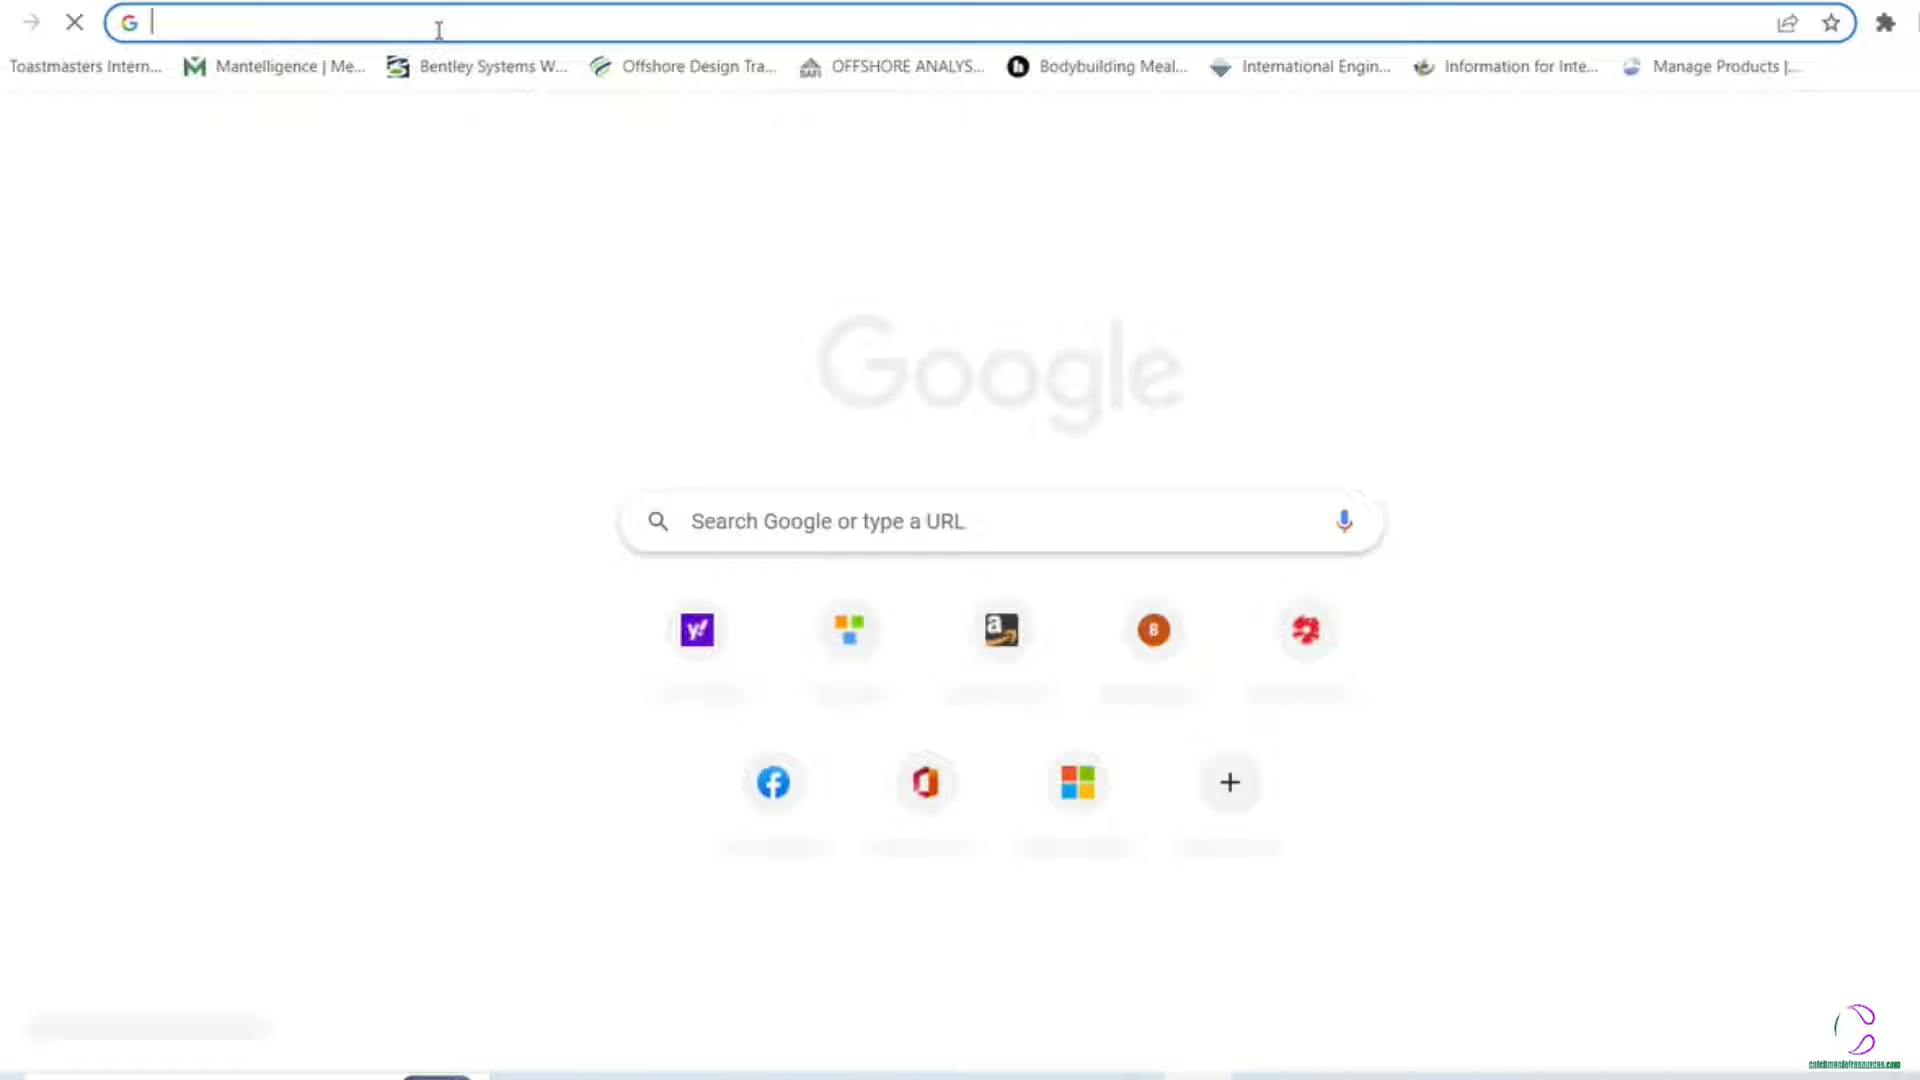 Toastmasters Intern...
Mantelligence | Me...
Bentley Systems W...
Offshore Design Tra...
OFFSHORE ANALYS...
Bodybuilding Meal...
International Engin...
Information for Inte...
Manage Products |...
Google
Search Google or type a URL
y!
a
B